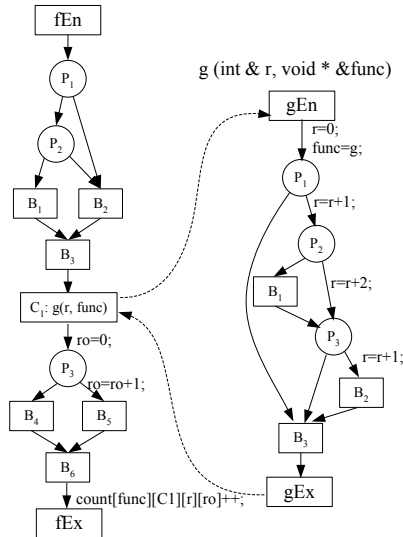 fEn
P1
P2
B1
B2
B3
C1: g(r, func)
ro=0;
P3
ro=ro+1;
B4
B5
B6
count[func][C1][r][ro]++;
fEx
g (int & r, void * &func)
gEn
r=0;
func=g;
P1
r=r+1;
P2
B1
r=r+2;
P3
r=r+1;
B2
B3
gEx